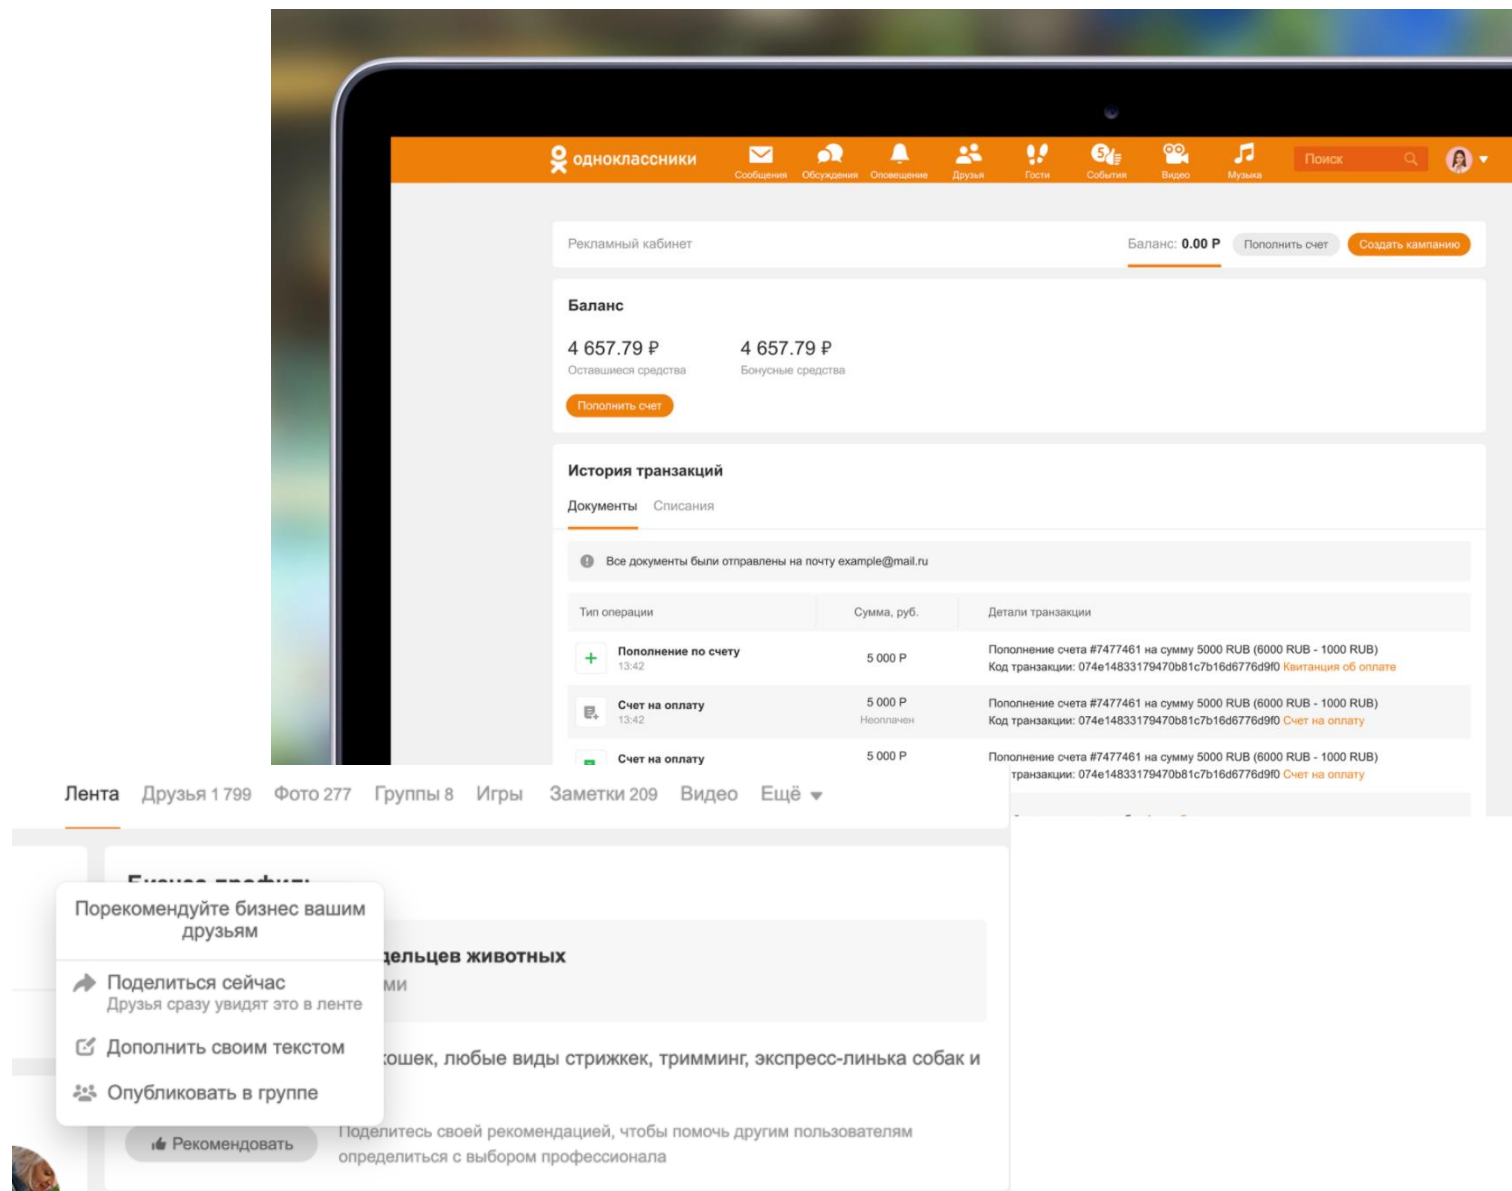 одноклассники
Сообщения Обсуждения Оповещение Друзья Гости События Видео Музыка Поиск
5
Рекламный кабинет Баланс: 0.00 Р Пополнить счет Создать кампанию
Баланс
4 657.79 ₽ 4 657.79 ₽
Оставшиеся средства Бонусные средства
Пополнить счет
История транзакций
Документы Списания
Все документы были отправлены на почту example@mail.ru
Тип операции Сумма, руб. Детали транзакции
Пополнение по счету 5 000 Р Пополнение счета #7477461 на сумму 5000 RUB (6000 RUB - 1000 RUB)
13:42 Код транзакции: 074e14833179470b81c7b16d6776d9f0 Квитанция об оплате
Счет на оплату 5 000 Р Пополнение счета #7477461 на сумму 5000 RUB (6000 RUB - 1000 RUB)
13:42 Неоплачен Код транзакции: 074e14833179470b81c7b16d6776d9f0 Счет на оплату
Счет на оплату 5 000 Р Пополнение счета #7477461 на сумму 5000 RUB (6000 RUB - 1000 RUB)
транзакции: 074e14833179470b81c7b16d6776d9f0 Счет на оплату
Лента Друзья 1 799 Фото 277 Группы 8 Игры Заметки 209 Видео Ещё
Бизнес-профиль
Порекомендуйте бизнес вашим
друзьям
Поделиться сейчас
Друзья сразу увидят это в ленте
Дополнить своим текстом
Опубликовать в группе
дельцев животных
ми
кошек, любые виды стрижкек, тримминг, экспресс-линька собак и
Рекомендовать
Поделитесь своей рекомендацией, чтобы помочь другим пользователям
определиться с выбором профессионала